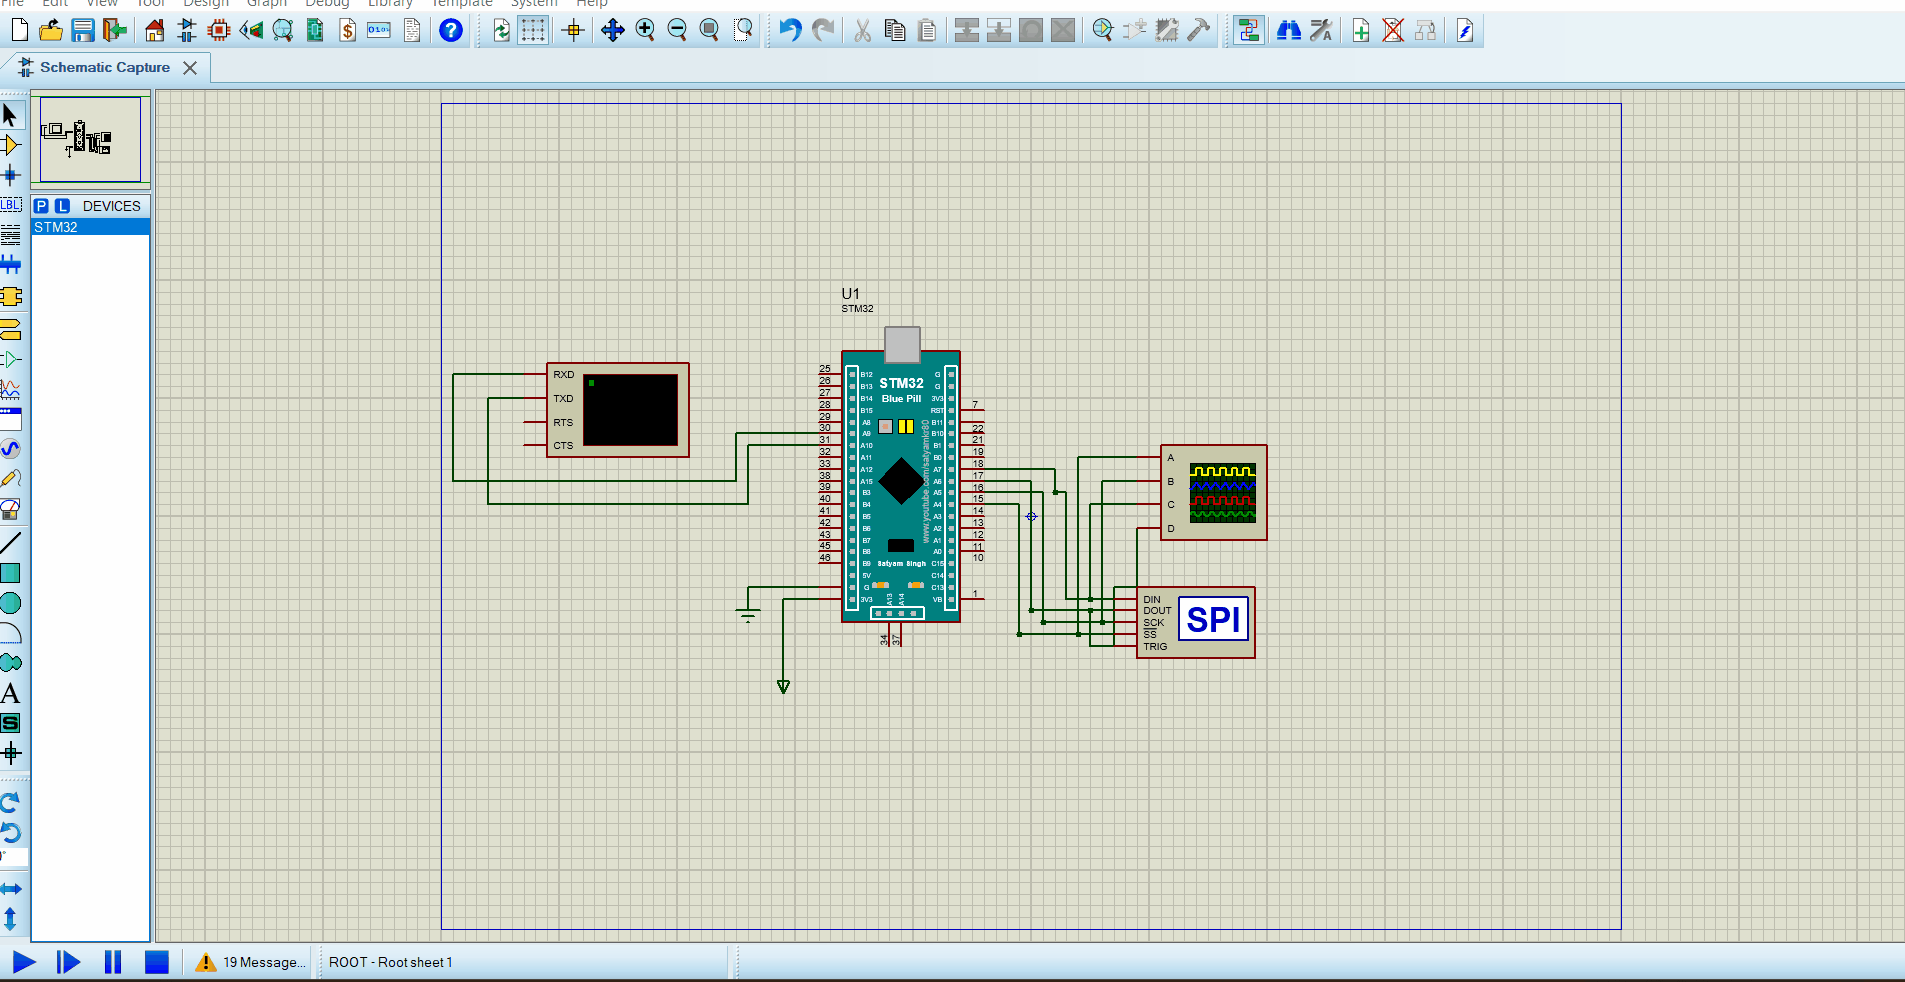 File Edit View Tool Design Graph Debug Library Template System Help
Schematic Capture
P L DEVICES
STM32
LBL
A
S
U1
STM32
RXD
TXD
RTS
CTS
25
26
27
28
29
30
31
32
33
38
39
40
41
42
43
45
46
B12
B13
B14
B15
A8
A9
A10
A11
A12
A15
B3
B4
B5
B6
B7
B8
B9
5V
G
3V3
STM32
Blue Pill
www.youtube.com/satyamkr80
Satyam Singh
A13
A14
34
37
G
G
3V3
RST
B11
B10
B1
B0
A7
A6
A5
A4
A3
A2
A1
A0
C15
C14
C13
VB
7
22
21
19
18
17
16
15
14
13
12
11
10
1
A
B
C
D
DIN
DOUT
SCK
SS
TRIG
SPI
19 Message...
ROOT - Root sheet 1